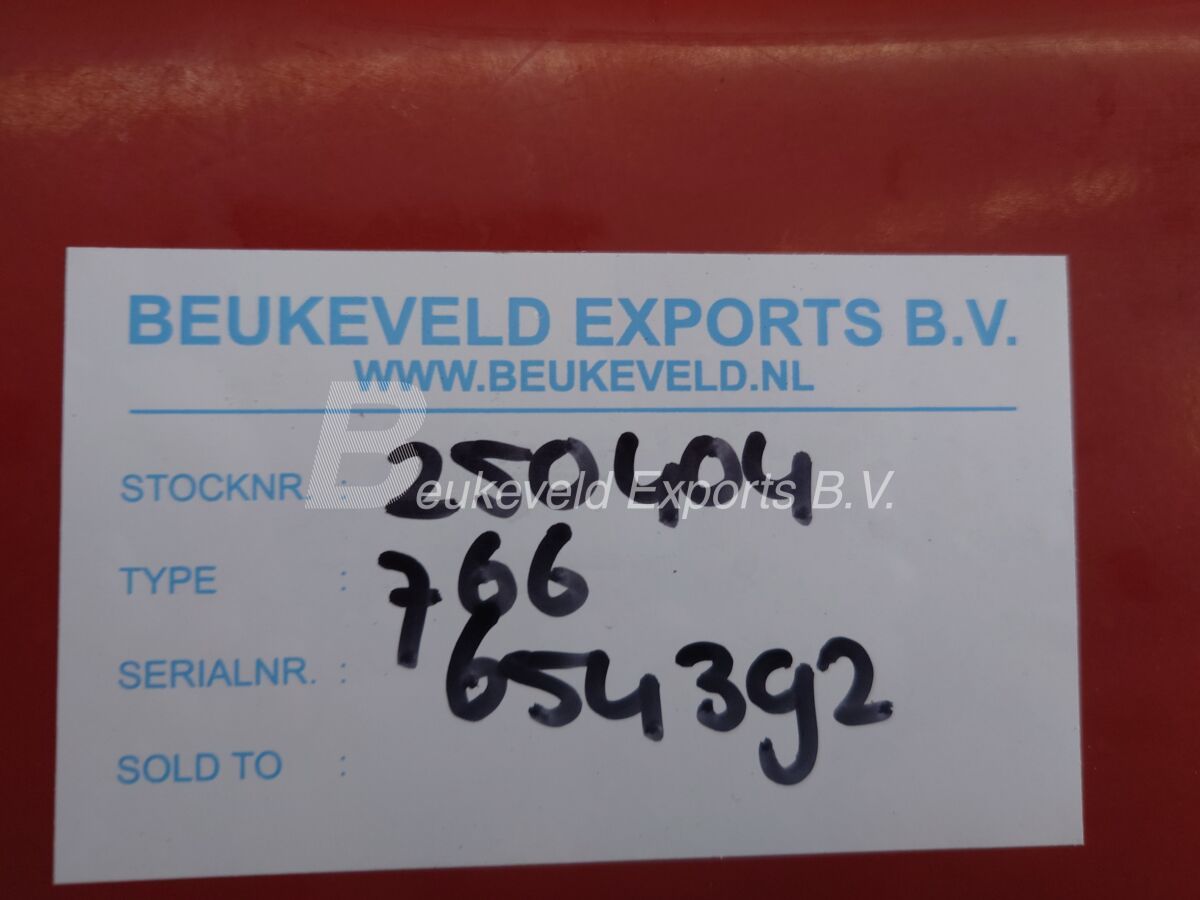 BEUKEVELD EXPORTS B.V.
WWW.BEUKEVELD.NL
STOCKNR. : 250404
Beukeveld Exports B.V.
TYPE : 766
SERIALNR. : 654392
SOLD TO :